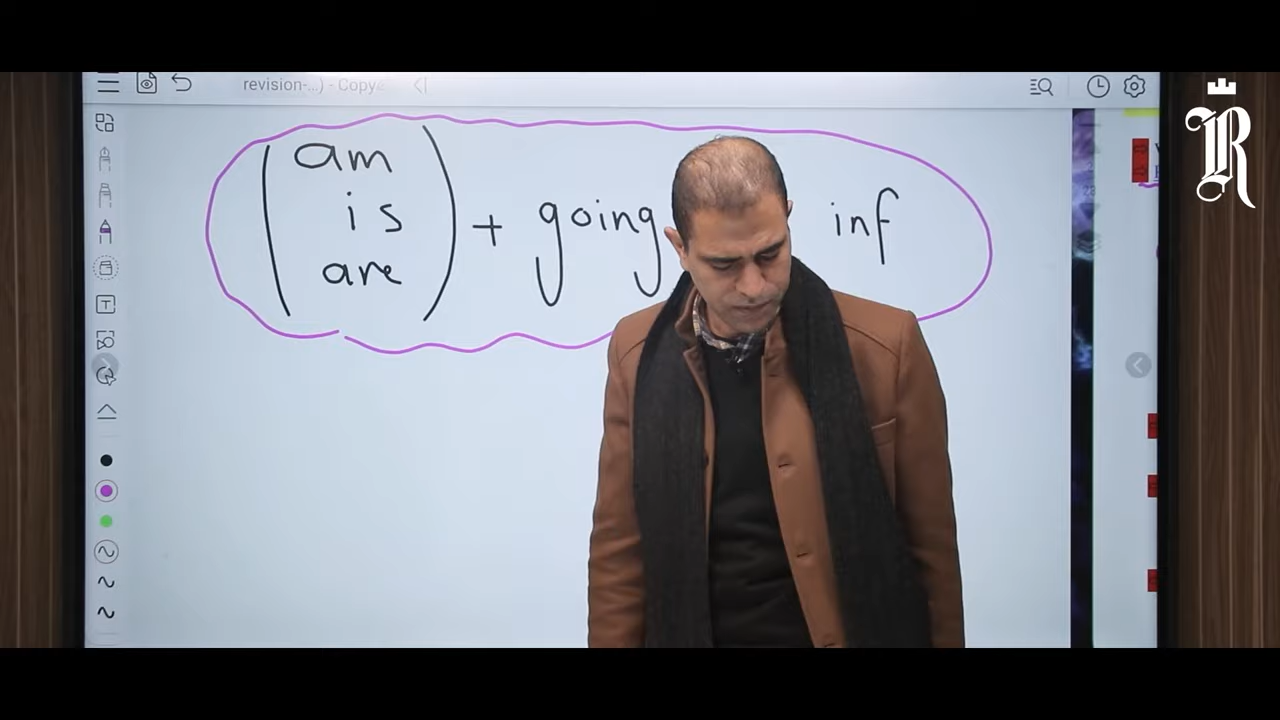 revision-...) - Copy
am
is
are
+ going
inf
R